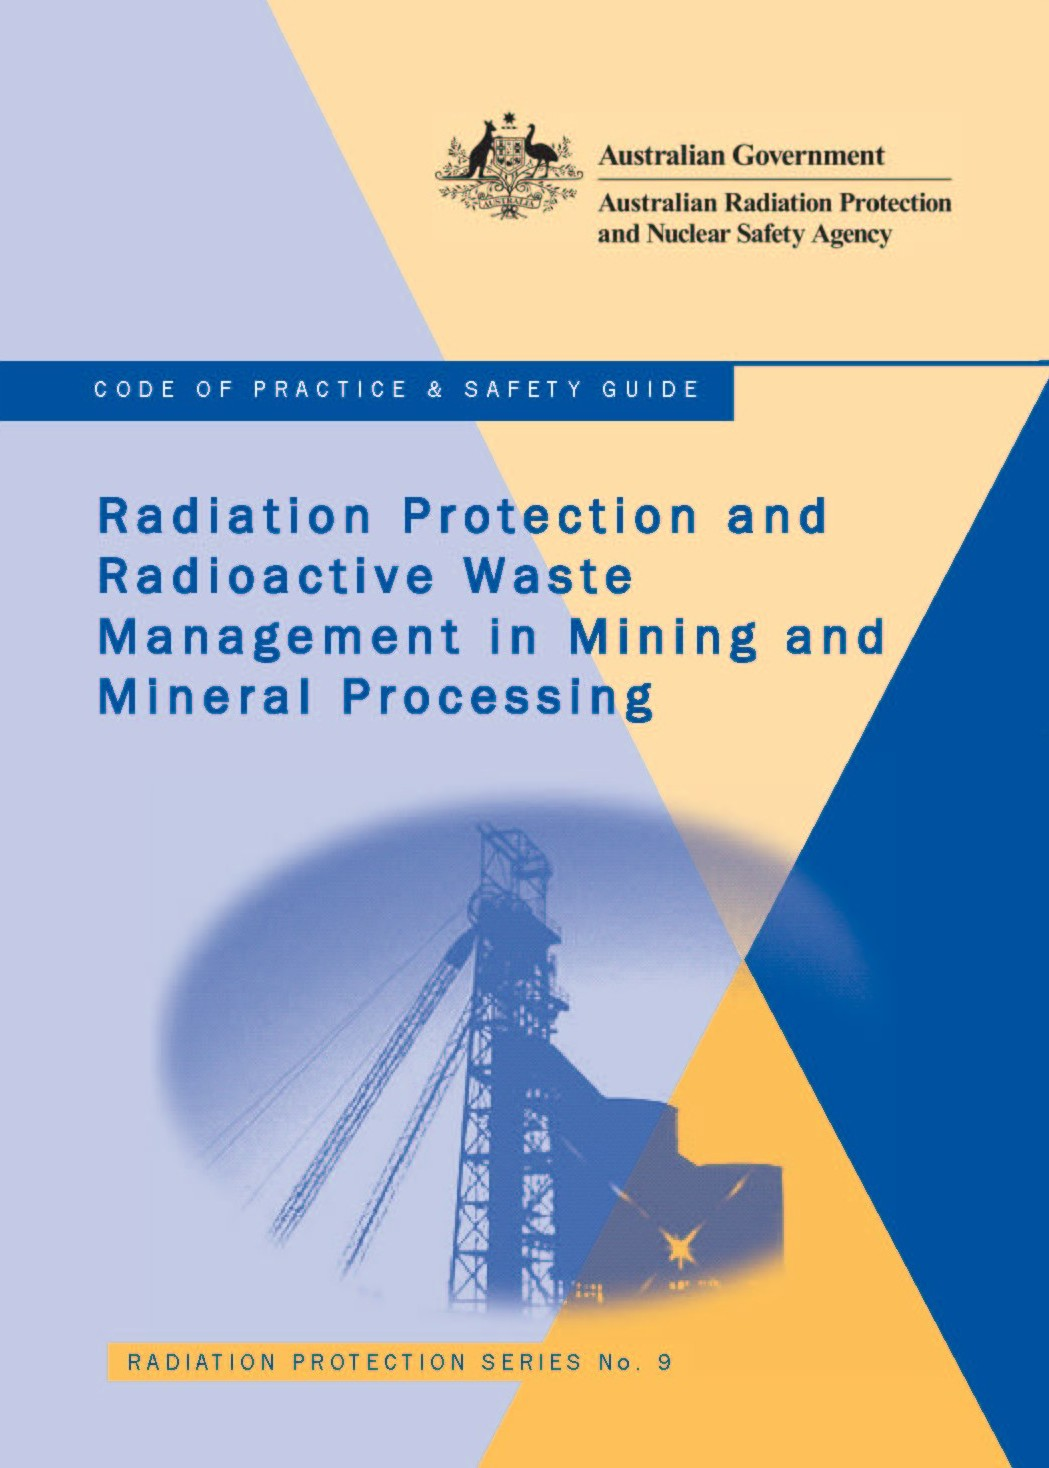 AUSTRALIA
Australian Government
Australian Radiation Protection
and Nuclear Safety Agency
CODE OF PRACTICE & SAFETY GUIDE
Radiation Protection and
Radioactive Waste
Management in Mining and
Mineral Processing
RADIATION PROTECTION SERIES No. 9